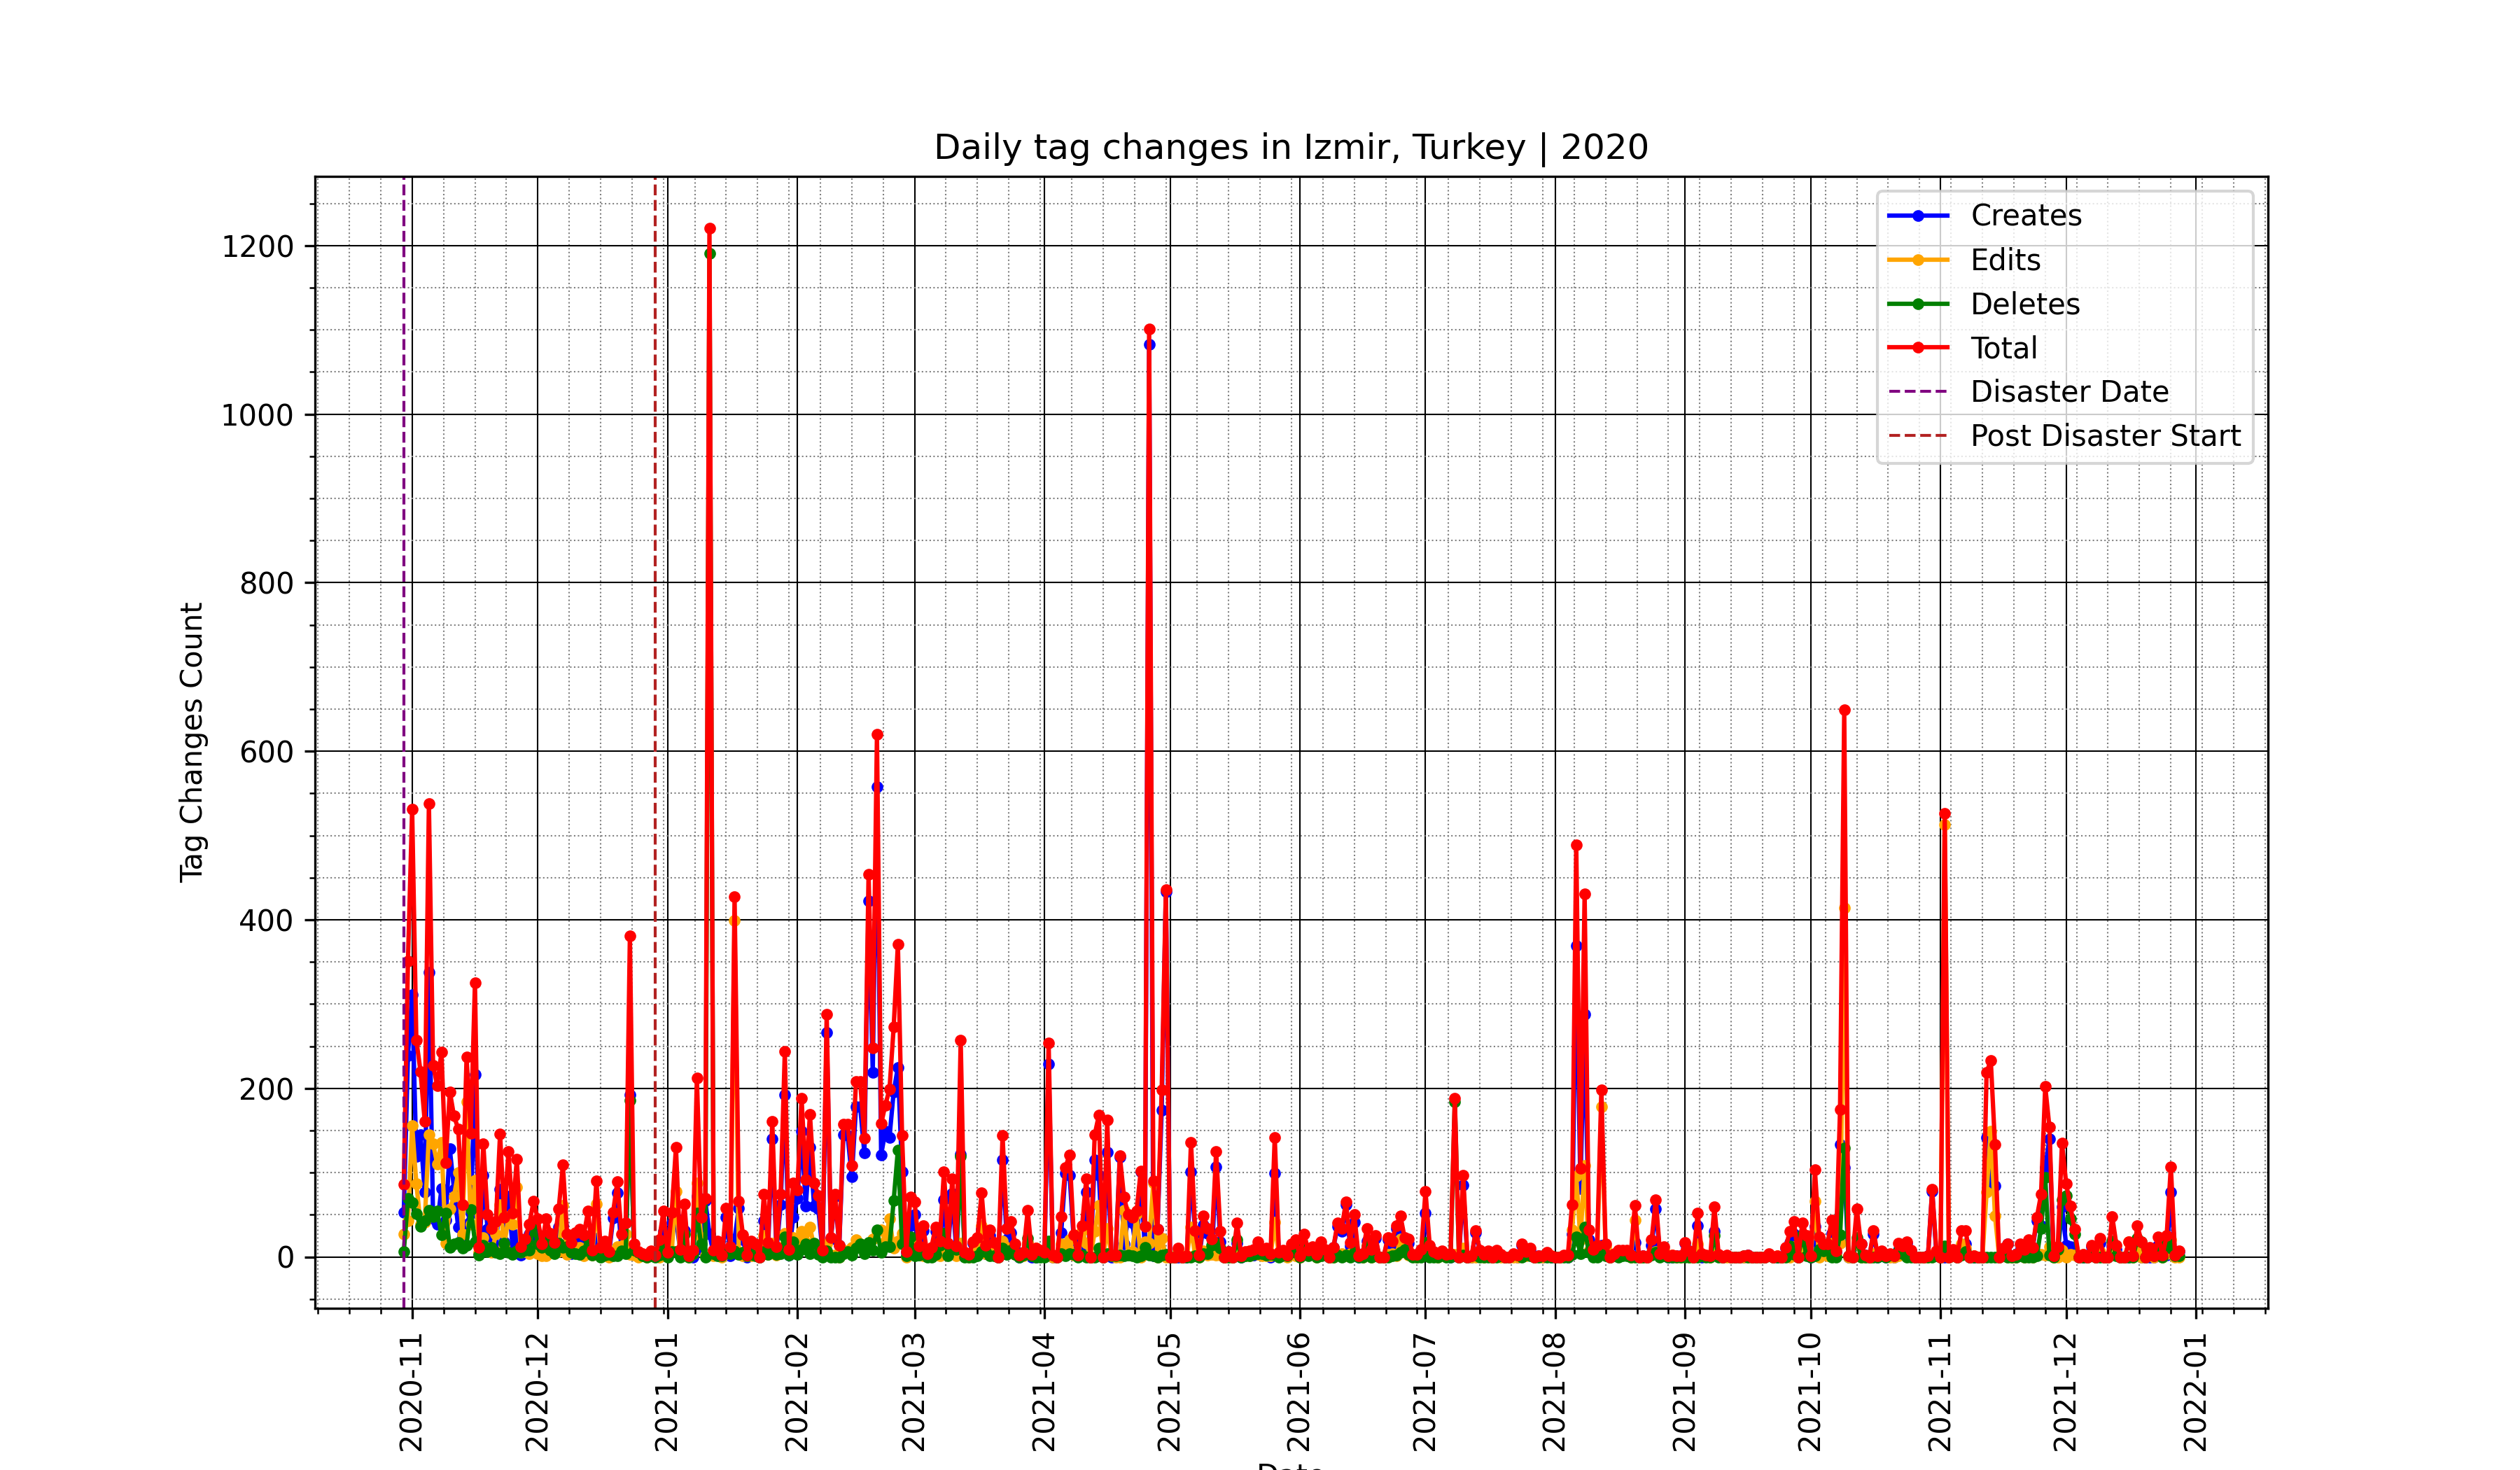 Daily tag changes in Izmir, Turkey | 2020
Creates
Edits
Deletes
Total
Disaster Date
Post Disaster Start
Tag Changes Count
1200
1000
800
600
400
200
0
2020-11
2020-12
2021-01
2021-02
2021-03
2021-04
2021-05
2021-06
2021-07
2021-08
2021-09
2021-10
2021-11
2021-12
2022-01
Date